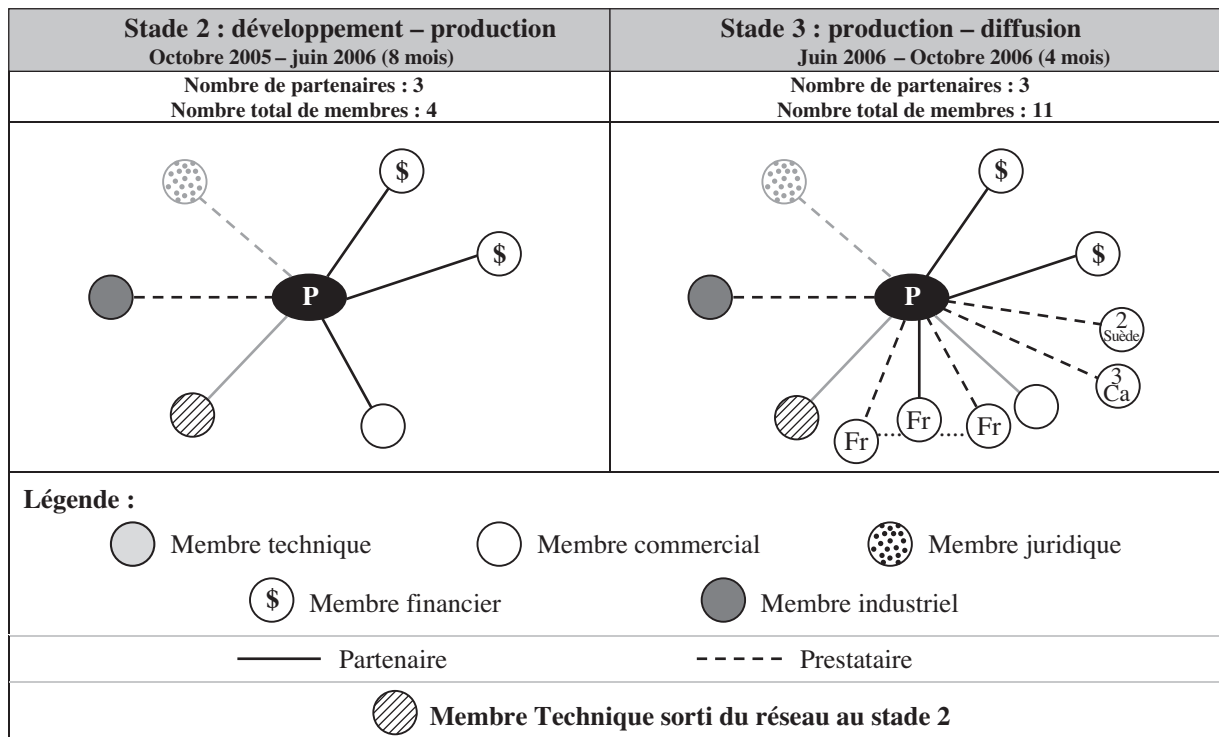 Stade 2 : développement – production
Octobre 2005 – juin 2006 (8 mois)
Nombre de partenaires : 3
Nombre total de membres : 4
$
$
P
Stade 3 : production – diffusion
Juin 2006 – Octobre 2006 (4 mois)
Nombre de partenaires : 3
Nombre total de membres : 11
$
$
P
2
Suède
3
Ca
Fr
Fr
Fr
Légende :
Membre technique
Membre commercial
Membre juridique
$ Membre financier
Membre industriel
Partenaire
Prestataire
Membre Technique sorti du réseau au stade 2